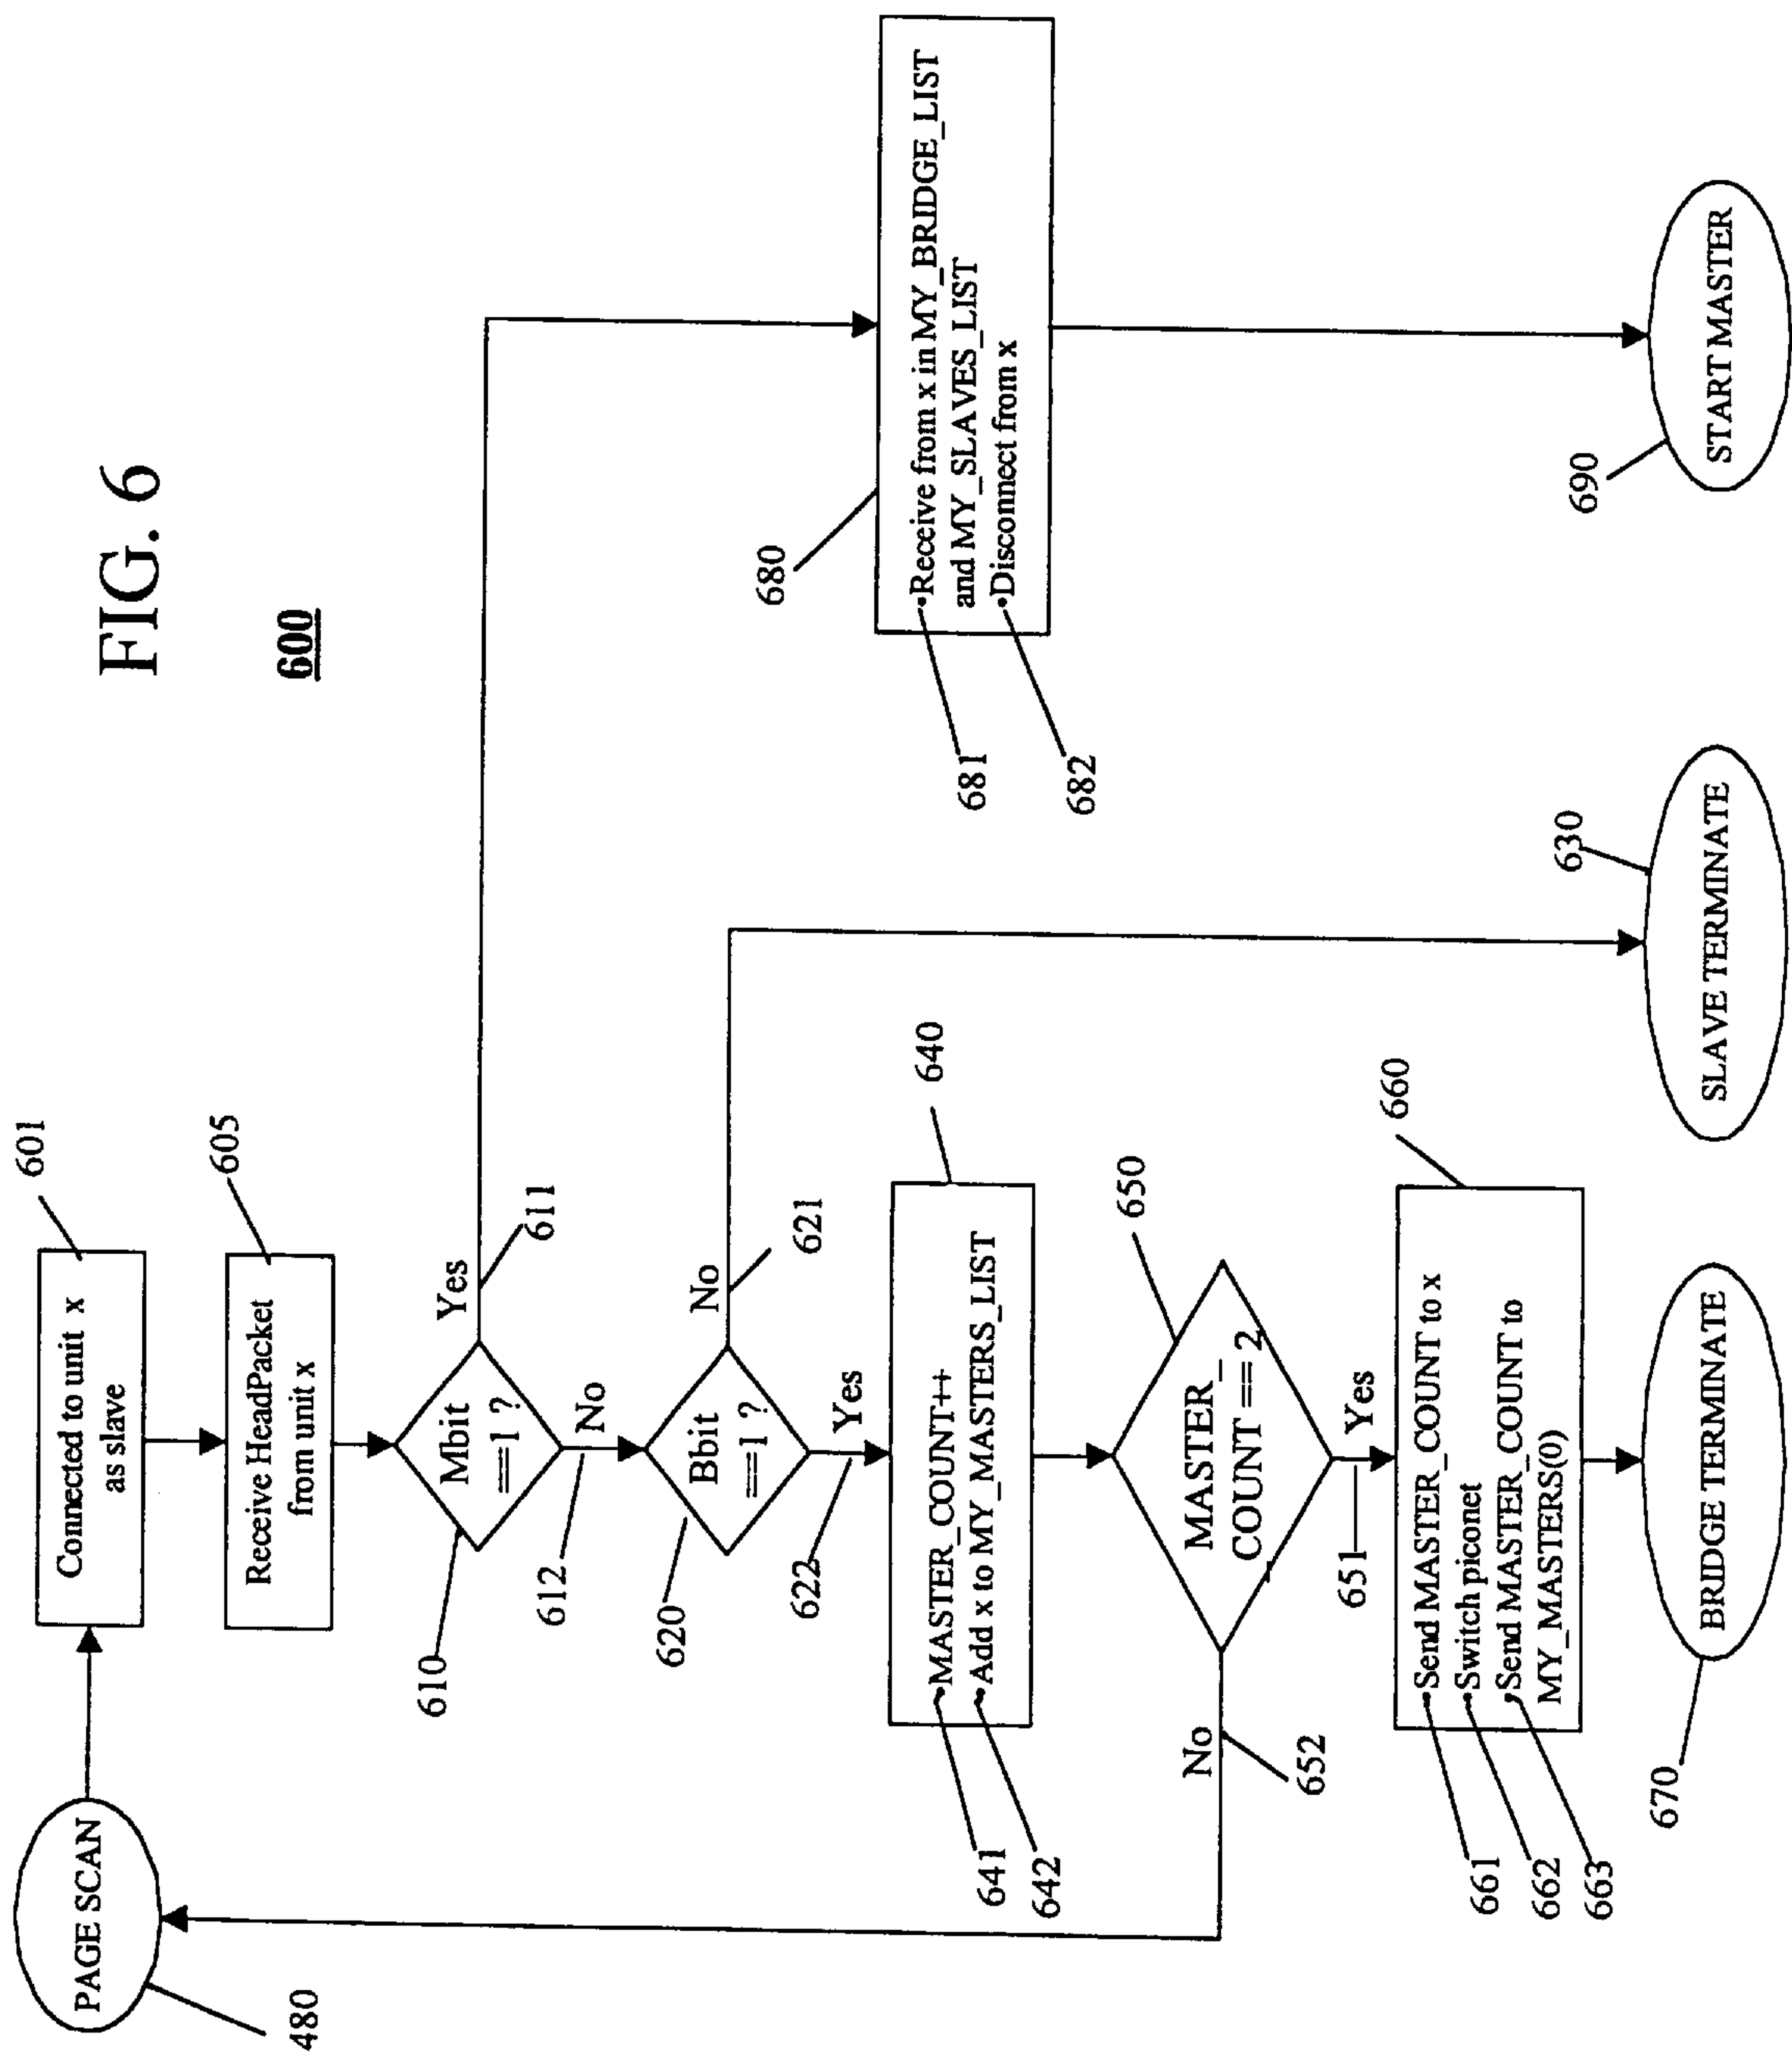 FIG. 6
600
PAGE SCAN
480
Connected to unit x
as slave
601
Receive HeadPacket
from unit x
605
Mbit
==1 ?
610
Yes
611
No
612
Bbit
==1 ?
620
No
621
Yes
622
•MASTER_COUNT++
•Add x to MY_MASTERS_LIST
640
641
642
MASTER_
COUNT == 2
650
No
652
Yes
651
•Send MASTER_COUNT to x
•Switch piconet
•Send MASTER_COUNT to
MY_MASTERS(0)
660
661
662
663
BRIDGE TERMINATE
670
SLAVE TERMINATE
630
680
•Receive from x in MY_BRIDGE_LIST
and MY_SLAVES_LIST
•Disconnect from x
681
682
START MASTER
690